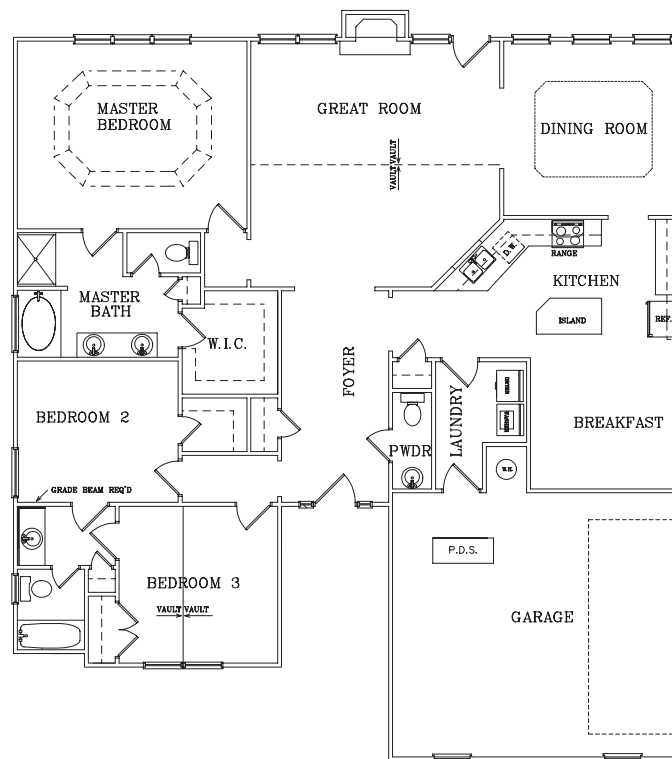 MASTER
BEDROOM
GREAT ROOM
DINING ROOM
VAULT VAULT
D.W.
RANGE
KITCHEN
MASTER
BATH
ISLAND
REF.
W.I.C.
FOYER
BEDROOM 2
PWDR
LAUNDRY
BREAKFAST
W.H.
GRADE BEAM REQ'D
P.D.S.
BEDROOM 3
VAULT VAULT
GARAGE